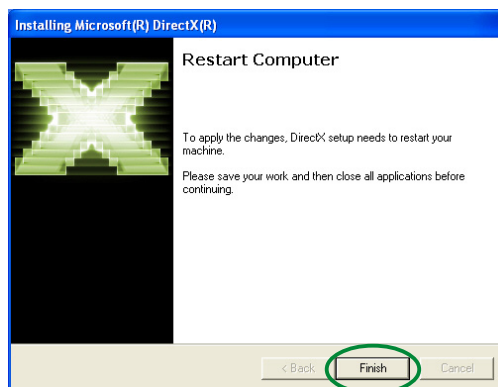 Installing Microsoft(R) DirectX(R)
Restart Computer
To apply the changes, DirectX setup needs to restart your
machine.
Please save your work and then close all applications before
continuing.
< Back Finish Cancel